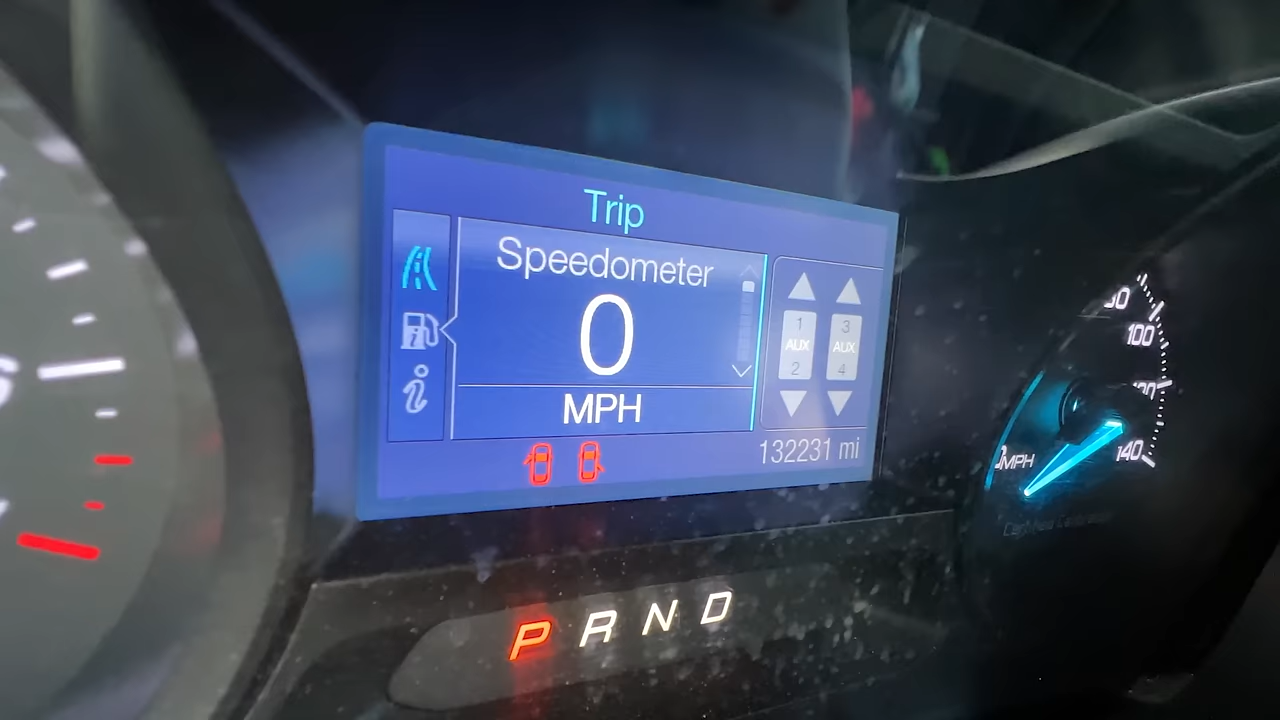 Trip
Speedometer
0
MPH
1
AUX
2
3
AUX
4
132231 mi
P R N D
100
140
MPH